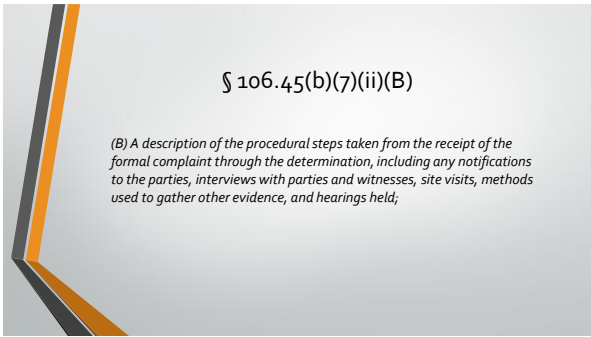 § 106.45(b)(7)(ii)(B)
(B) A description of the procedural steps taken from the receipt of the
formal complaint through the determination, including any notifications
to the parties, interviews with parties and witnesses, site visits, methods
used to gather other evidence, and hearings held;